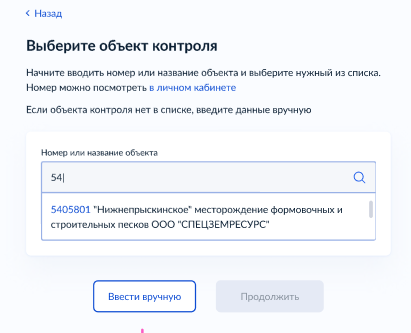 Назад
Выберите объект контроля
Начните вводить номер или название объекта и выберите нужный из списка.
Номер можно посмотреть в личном кабинете
Если объекта контроля нет в списке, введите данные вручную
Номер или название объекта
54
5405801 "Нижнепрыскинское" месторождение формовочных и
строительных песков ООО "СПЕЦЗЕМРЕСУРС"
Ввести вручную
Продолжить